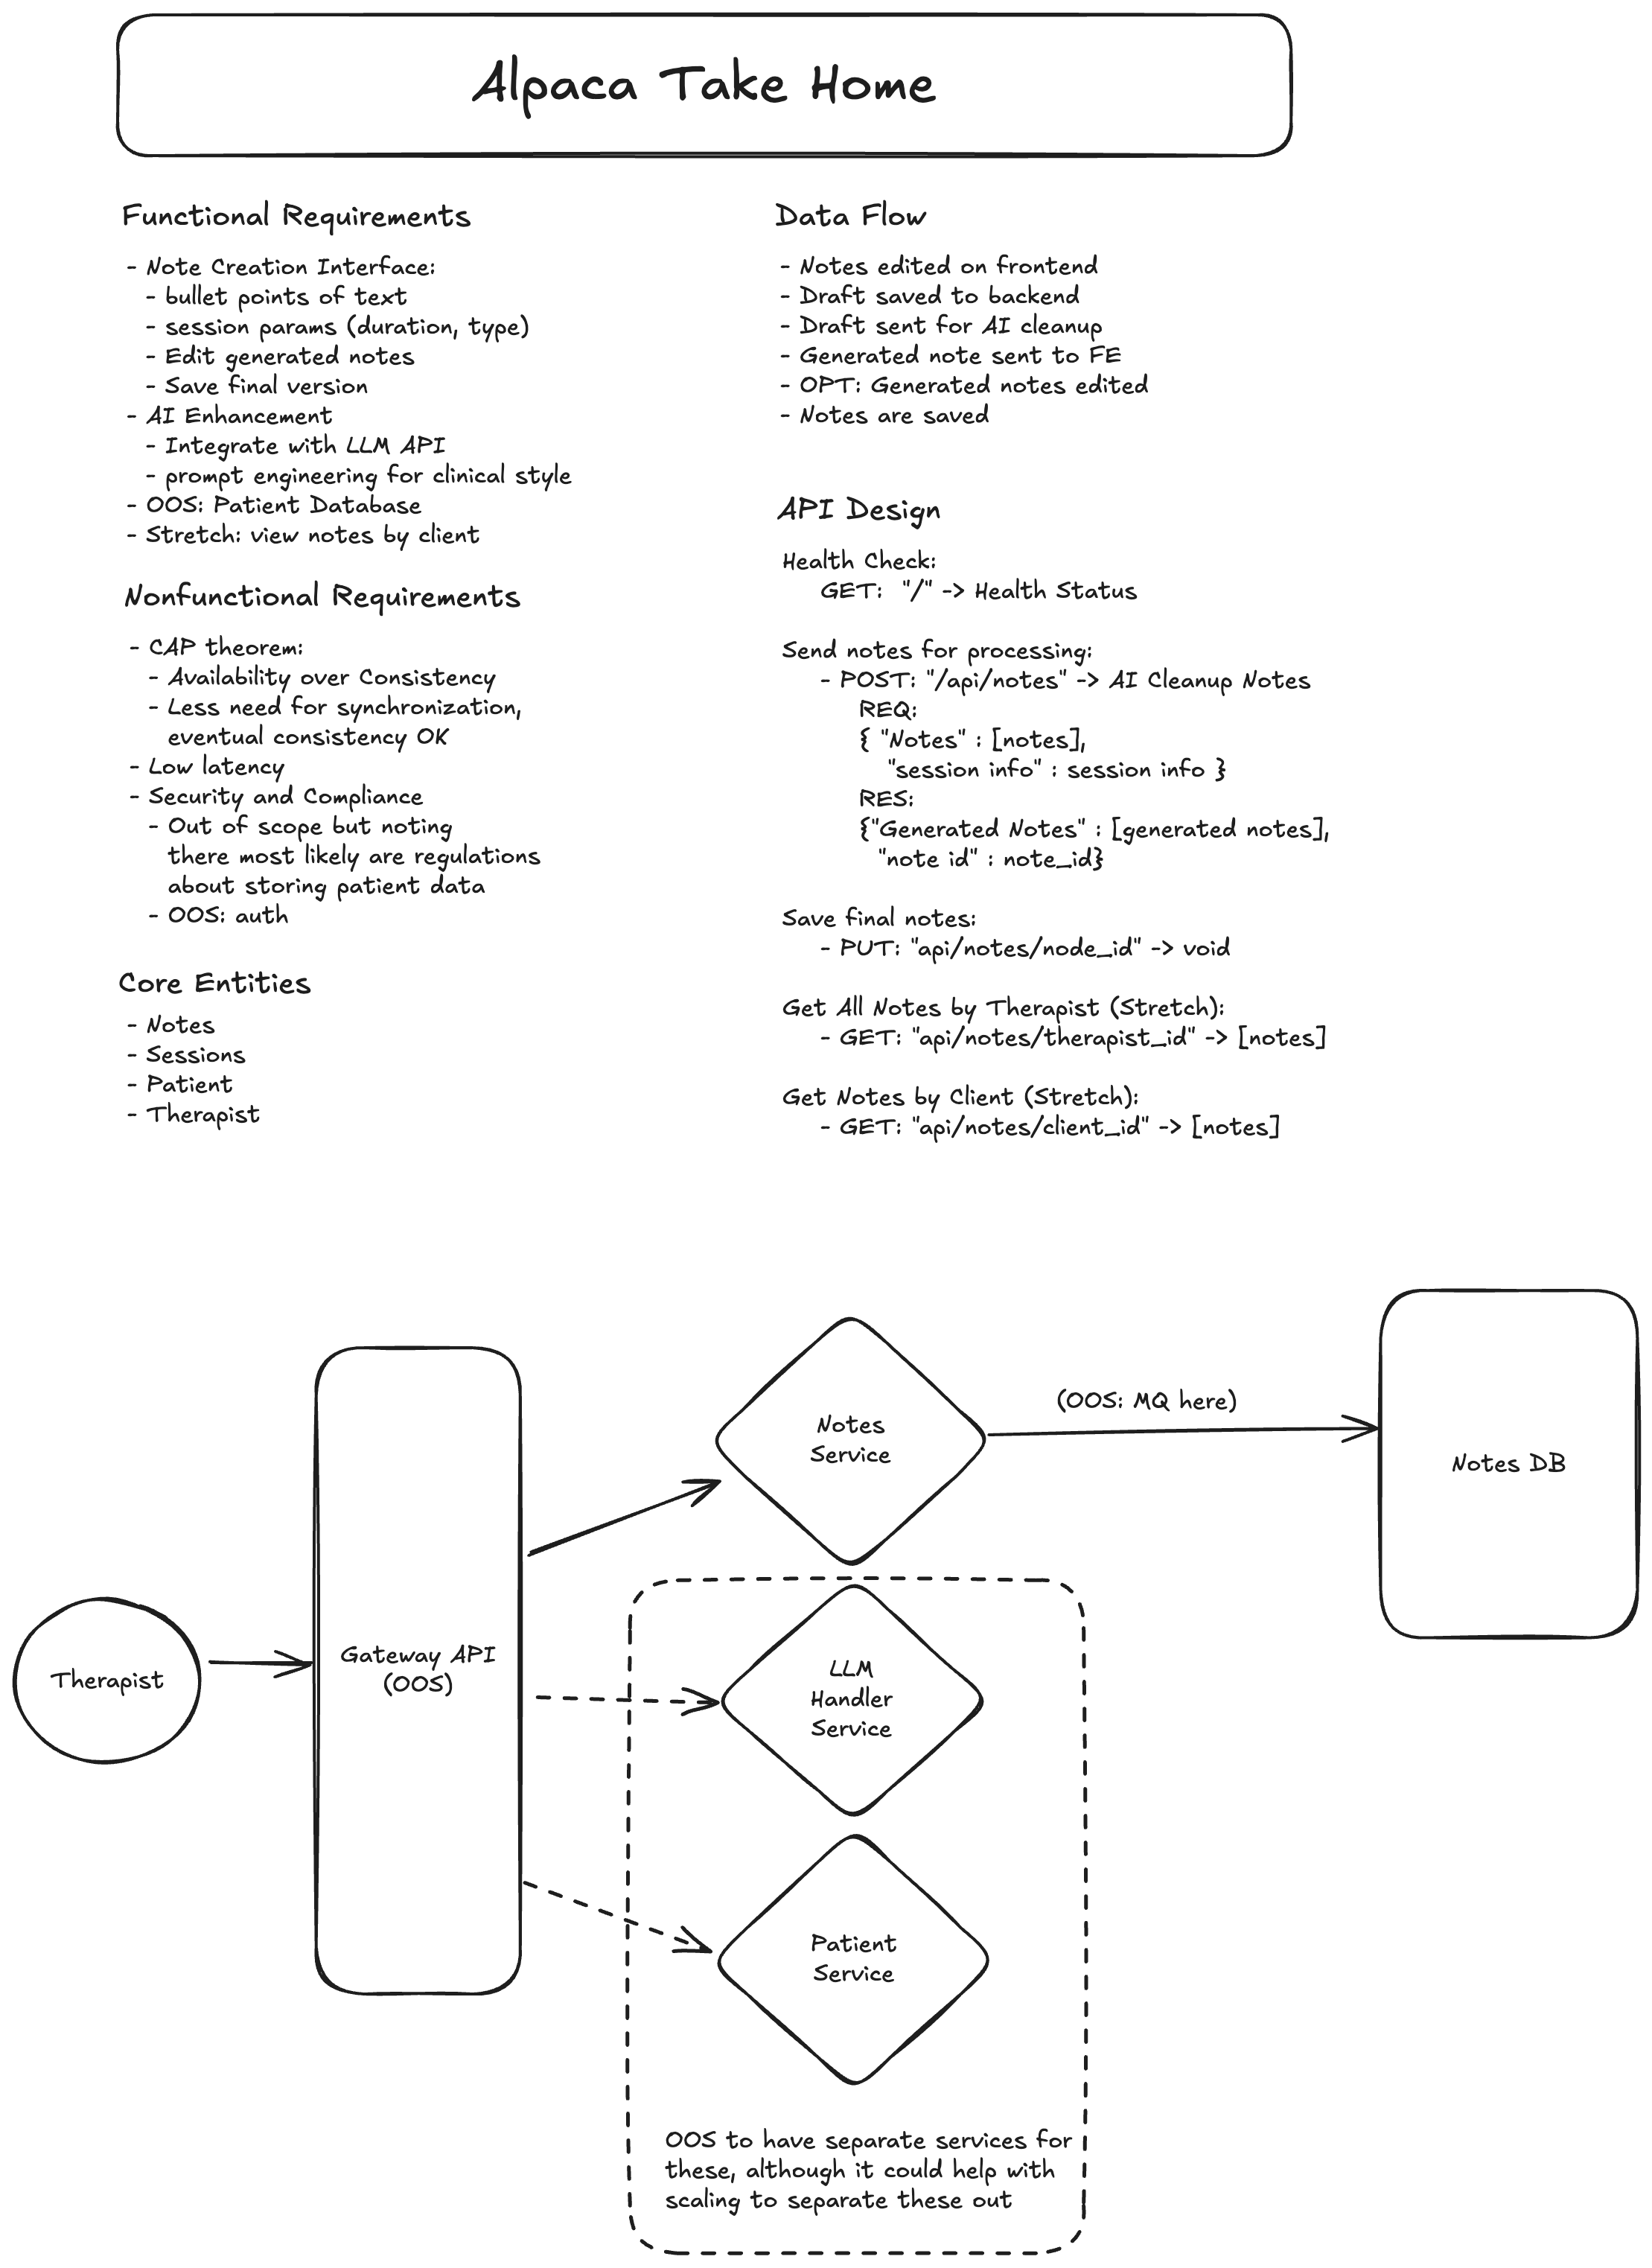 Alpaca Take Home
Functional Requirements
- Note Creation Interface:
- bullet points of text
- session params (duration, type)
- Edit generated notes
- Save final version
- AI Enhancement
- Integrate with LLM API
- prompt engineering for clinical style
- OOS: Patient Database
- Stretch: view notes by client
Nonfunctional Requirements
- CAP theorem:
- Availability over Consistency
- Less need for synchronization,
eventual consistency OK
- Low latency
- Security and Compliance
- Out of scope but noting
there most likely are regulations
about storing patient data
- OOS: auth
Core Entities
- Notes
- Sessions
- Patient
- Therapist
Data Flow
- Notes edited on frontend
- Draft saved to backend
- Draft sent for AI cleanup
- Generated note sent to FE
- OPT: Generated notes edited
- Notes are saved
API Design
Health Check:
GET: "/" -> Health Status
Send notes for processing:
- POST: "/api/notes" -> AI Cleanup Notes
REQ:
{ "Notes" : [notes],
"session info" : session info }
RES:
{"Generated Notes" : [generated notes],
"note id" : note_id}
Save final notes:
- PUT: "api/notes/node_id" -> void
Get All Notes by Therapist (Stretch):
- GET: "api/notes/therapist_id" -> [notes]
Get Notes by Client (Stretch):
- GET: "api/notes/client_id" -> [notes]
Therapist
Gateway API
(OOS)
Notes
Service
(OOS: MQ here)
Notes DB
LLM
Handler
Service
Patient
Service
OOS to have separate services for
these, although it could help with
scaling to separate these out